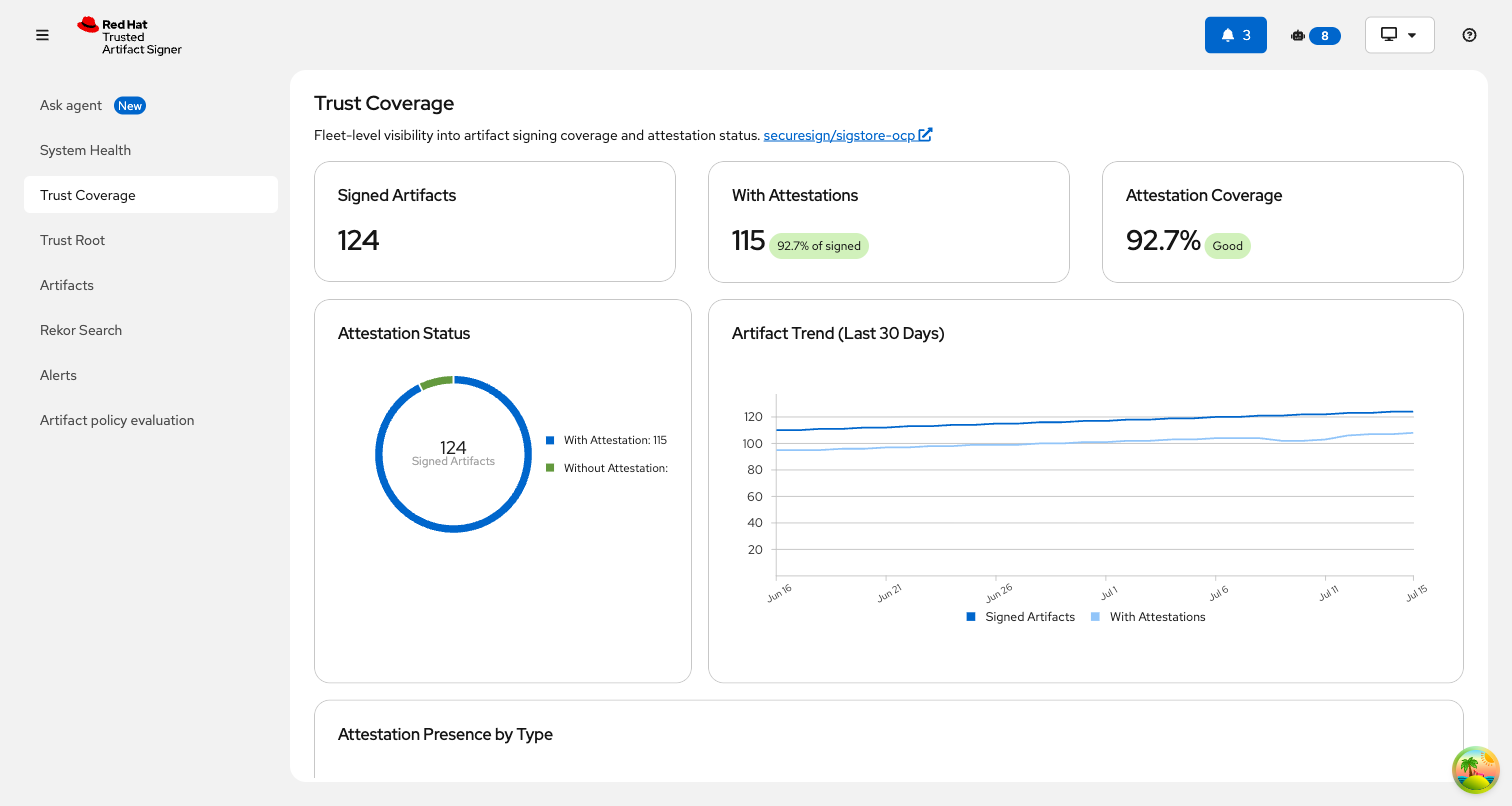 Red Hat
Trusted
Artifact Signer
3
8
Ask agent New
System Health
Trust Coverage
Trust Root
Artifacts
Rekor Search
Alerts
Artifact policy evaluation
Trust Coverage
Fleet-level visibility into artifact signing coverage and attestation status. securesign/sigstore-ocp
Signed Artifacts
124
With Attestations
115 92.7% of signed
Attestation Coverage
92.7% Good
Attestation Status
124
Signed Artifacts
With Attestation: 115
Without Attestation:
Artifact Trend (Last 30 Days)
120
100
80
60
40
20
Jun 16
Jun 21
Jun 26
Jul 1
Jul 6
Jul 11
Jul 15
Signed Artifacts
With Attestations
Attestation Presence by Type